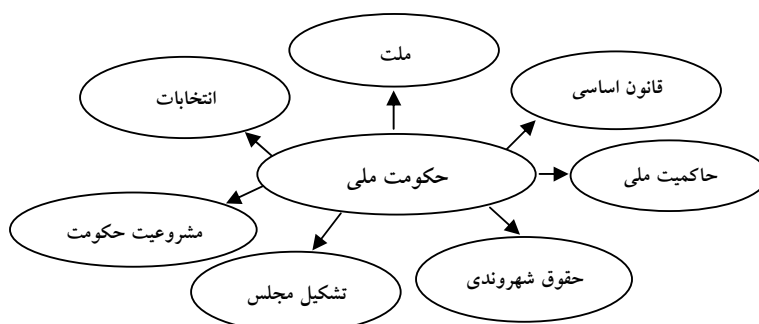 ملت
قانون اساسی
انتخابات
حکومت ملی
حاکمیت ملی
مشروعیت حکومت
حقوق شهروندی
تشکیل مجلس